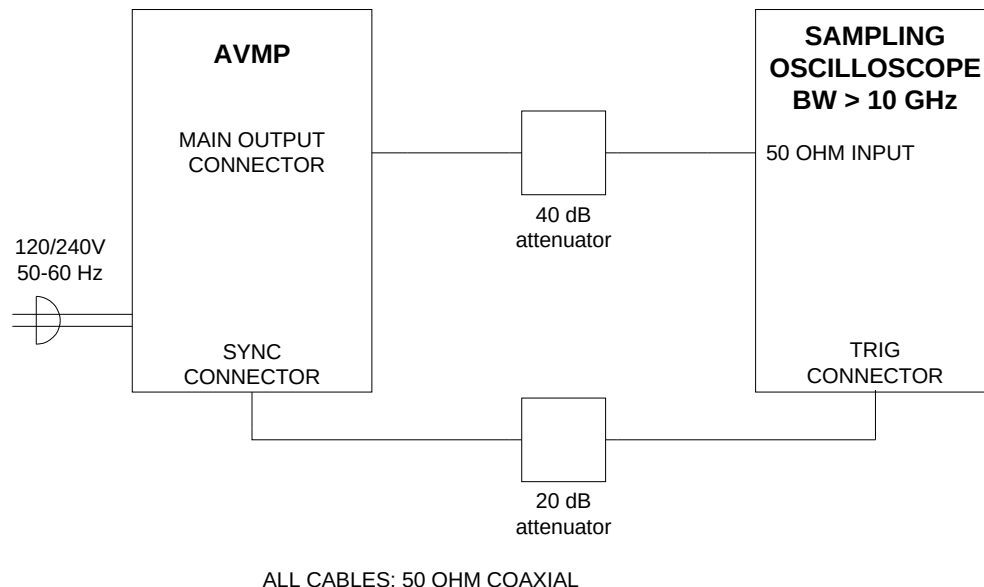 AVMP
MAIN OUTPUT
CONNECTOR
SAMPLING
OSCILLOSCOPE
BW > 10 GHz
50 OHM INPUT
40 dB
attenuator
120/240V
50-60 Hz
SYNC
CONNECTOR
TRIG
CONNECTOR
20 dB
attenuator
ALL CABLES: 50 OHM COAXIAL